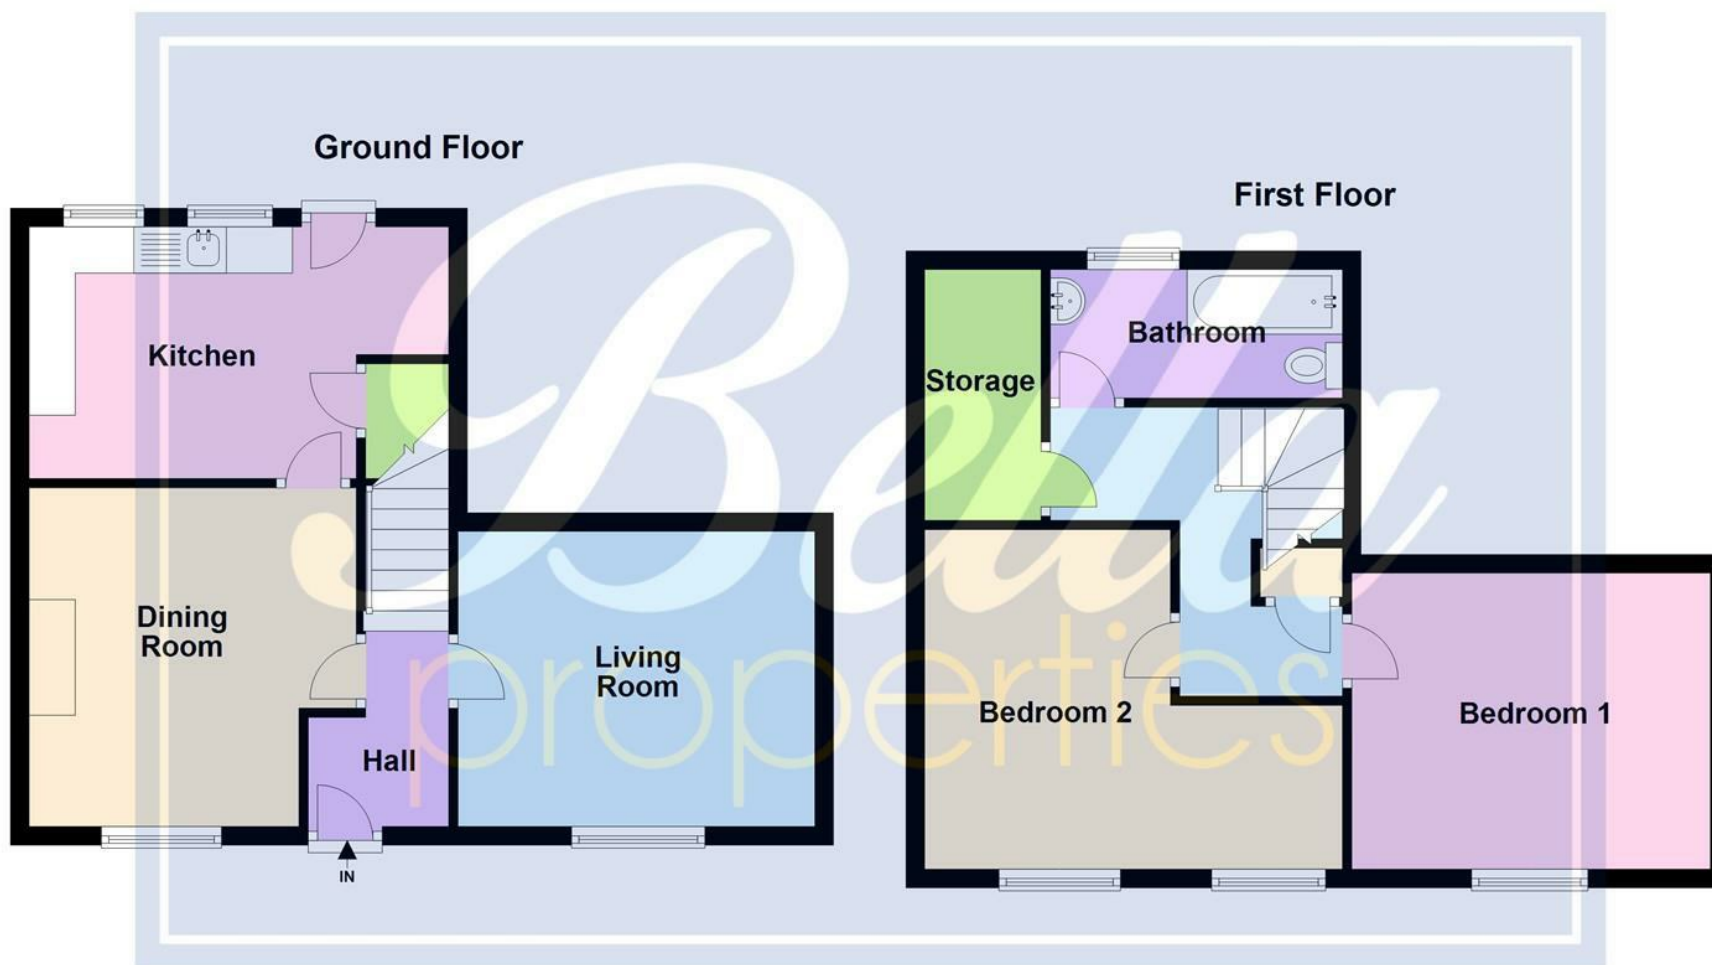 Ground Floor
Kitchen
Dining
Room
Living
Room
Hall
IN
First Floor
Bathroom
Storage
Bedroom 2
Bedroom 1
Bella
properties